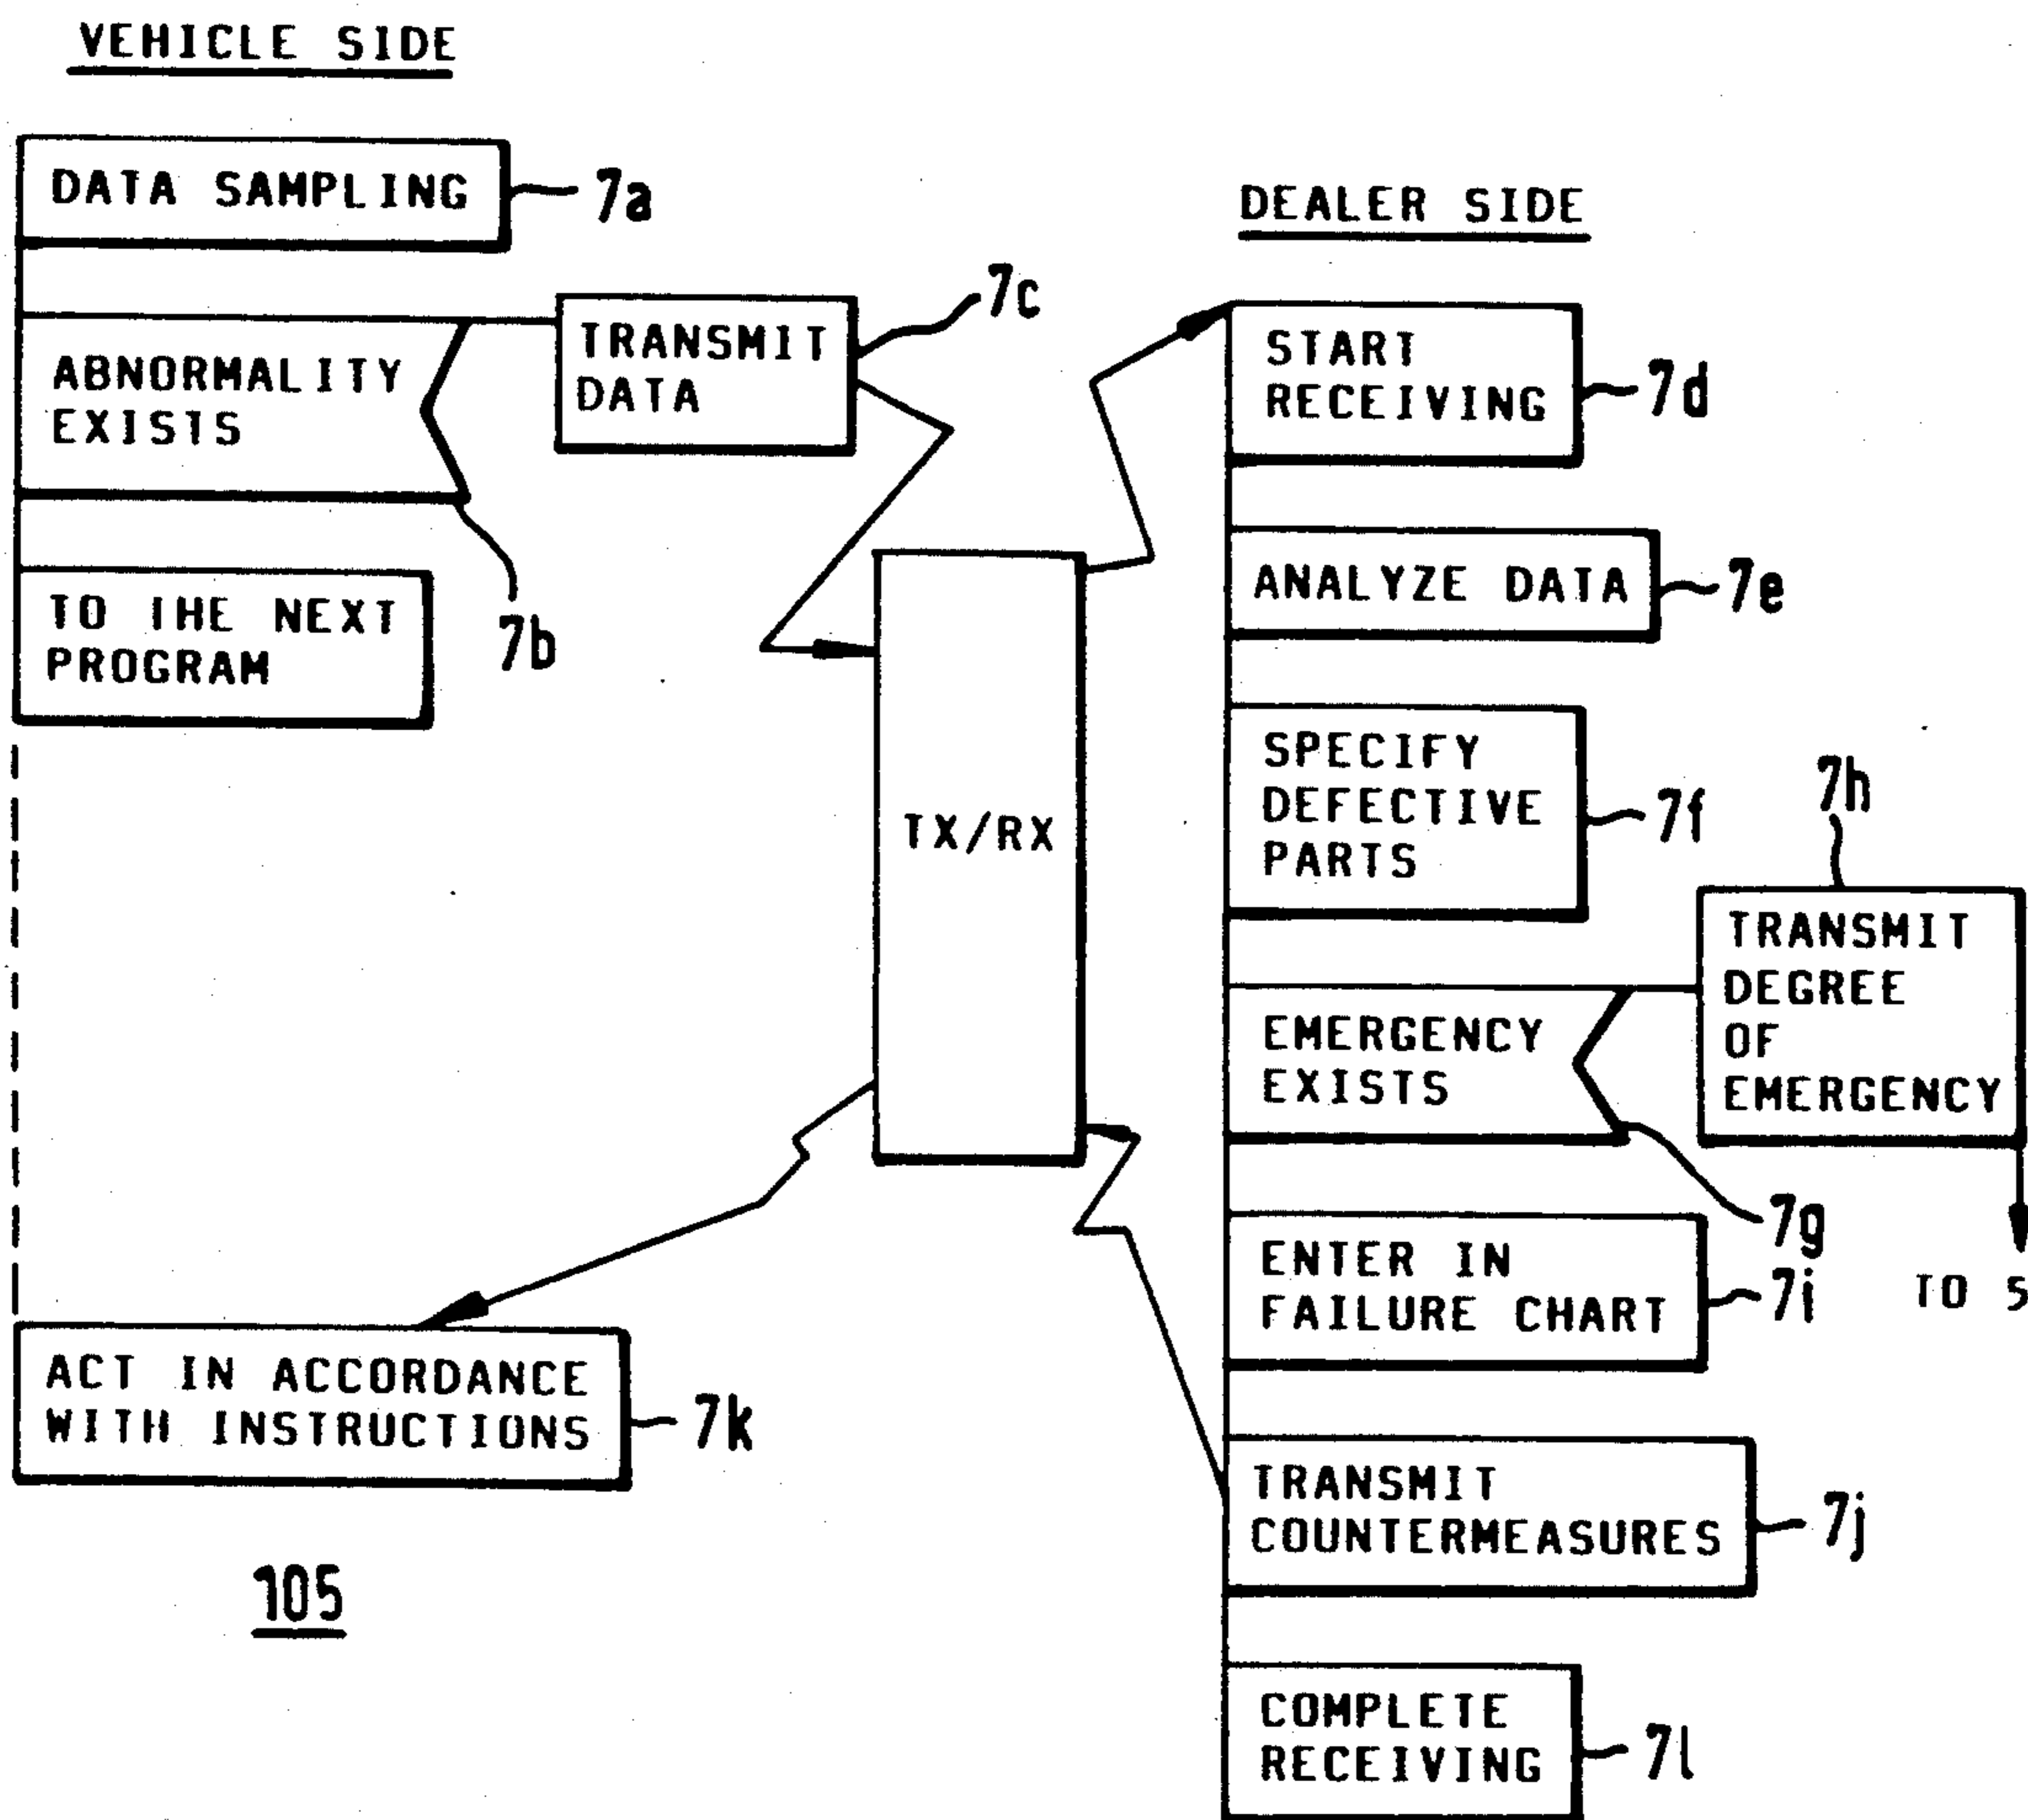 VEHICLE SIDE
DATA SAMPLING
7a
ABNORMALITY
EXISTS
7b
TRANSMIT
DATA
7c
TO THE NEXT
PROGRAM
TX/RX
ACT IN ACCORDANCE
WITH INSTRUCTIONS
7k
105
DEALER SIDE
START
RECEIVING
7d
ANALYZE DATA
7e
SPECIFY
DEFECTIVE
PARTS
7f
EMERGENCY
EXISTS
7g
7h
TRANSMIT
DEGREE
OF
EMERGENCY
TO 5
ENTER IN
FAILURE CHART
7i
TRANSMIT
COUNTERMEASURES
7j
COMPLETE
RECEIVING
7l